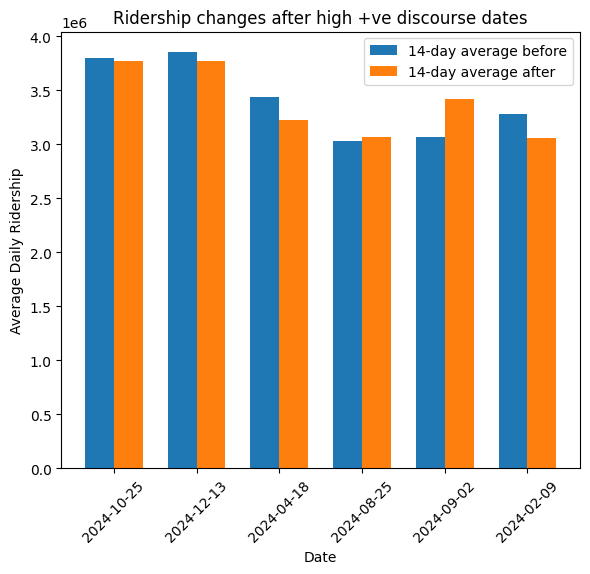 Ridership changes after high +ve discourse dates
1e6
14-day average before
14-day average after
4.0
3.5
3.0
2.5
2.0
1.5
1.0
0.5
0.0
Average Daily Ridership
2024-10-25
2024-12-13
2024-04-18
2024-08-25
2024-09-02
2024-02-09
Date